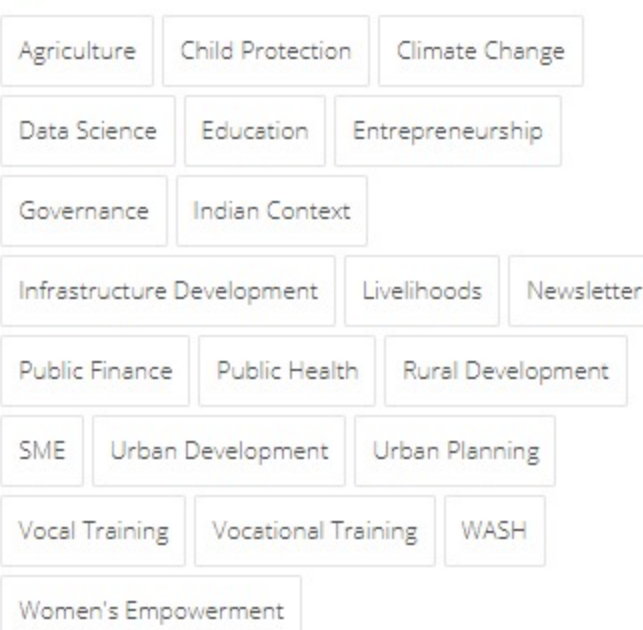 Agriculture Child Protection Climate Change
Data Science Education Entrepreneurship
Governance Indian Context
Infrastructure Development Livelihoods Newsletter
Public Finance Public Health Rural Development
SME Urban Development Urban Planning
Vocal Training Vocational Training WASH
Women's Empowerment